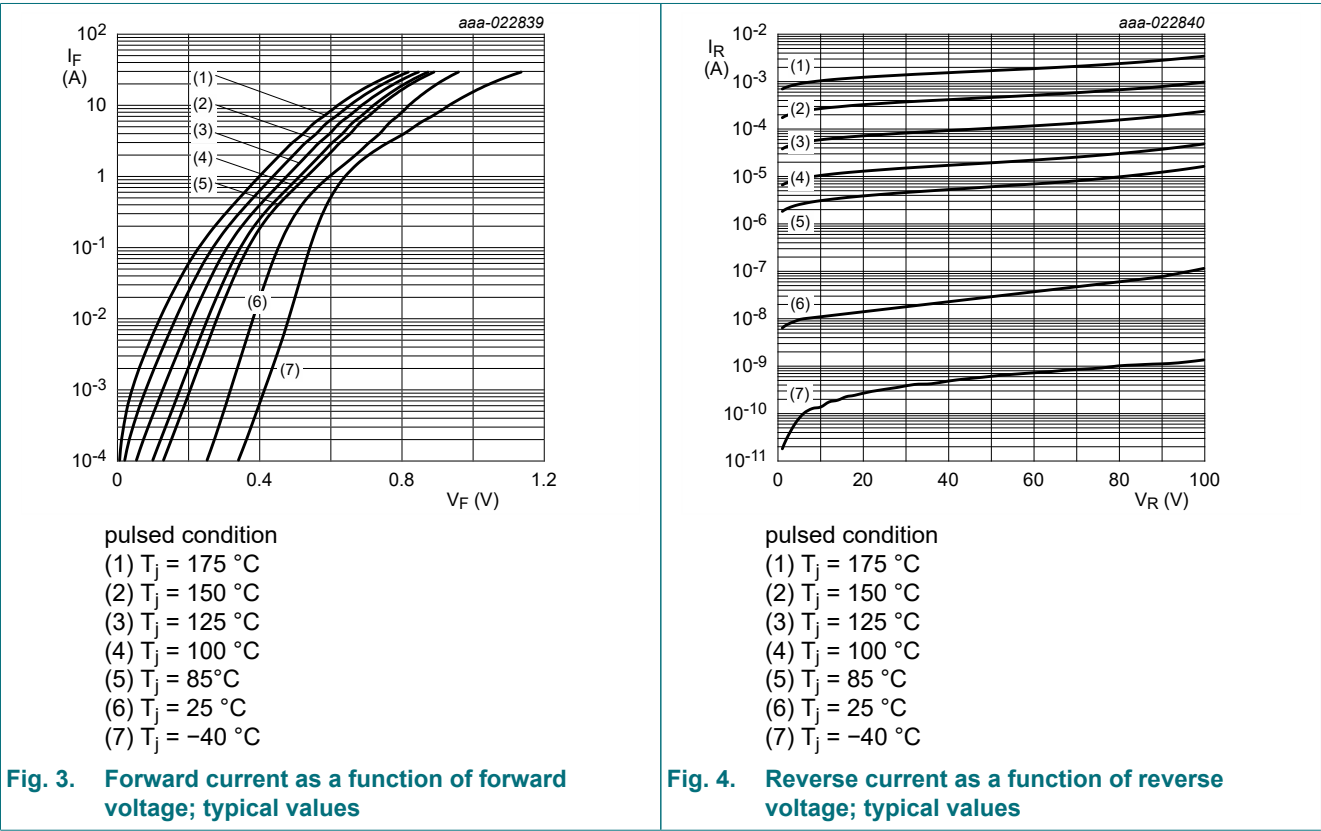 aaa-022839
I_F
(A)
10²
10
1
10⁻¹
10⁻²
10⁻³
10⁻⁴
(1)
(2)
(3)
(4)
(5)
(6)
(7)
0
0.4
0.8
1.2
V_F (V)
pulsed condition
(1) T_j = 175 °C
(2) T_j = 150 °C
(3) T_j = 125 °C
(4) T_j = 100 °C
(5) T_j = 85°C
(6) T_j = 25 °C
(7) T_j = −40 °C
Fig. 3. Forward current as a function of forward
voltage; typical values
aaa-022840
I_R
(A)
10⁻²
10⁻³
10⁻⁴
10⁻⁵
10⁻⁶
10⁻⁷
10⁻⁸
10⁻⁹
10⁻¹⁰
10⁻¹¹
(1)
(2)
(3)
(4)
(5)
(6)
(7)
0
20
40
60
80
100
V_R (V)
pulsed condition
(1) T_j = 175 °C
(2) T_j = 150 °C
(3) T_j = 125 °C
(4) T_j = 100 °C
(5) T_j = 85 °C
(6) T_j = 25 °C
(7) T_j = −40 °C
Fig. 4. Reverse current as a function of reverse
voltage; typical values